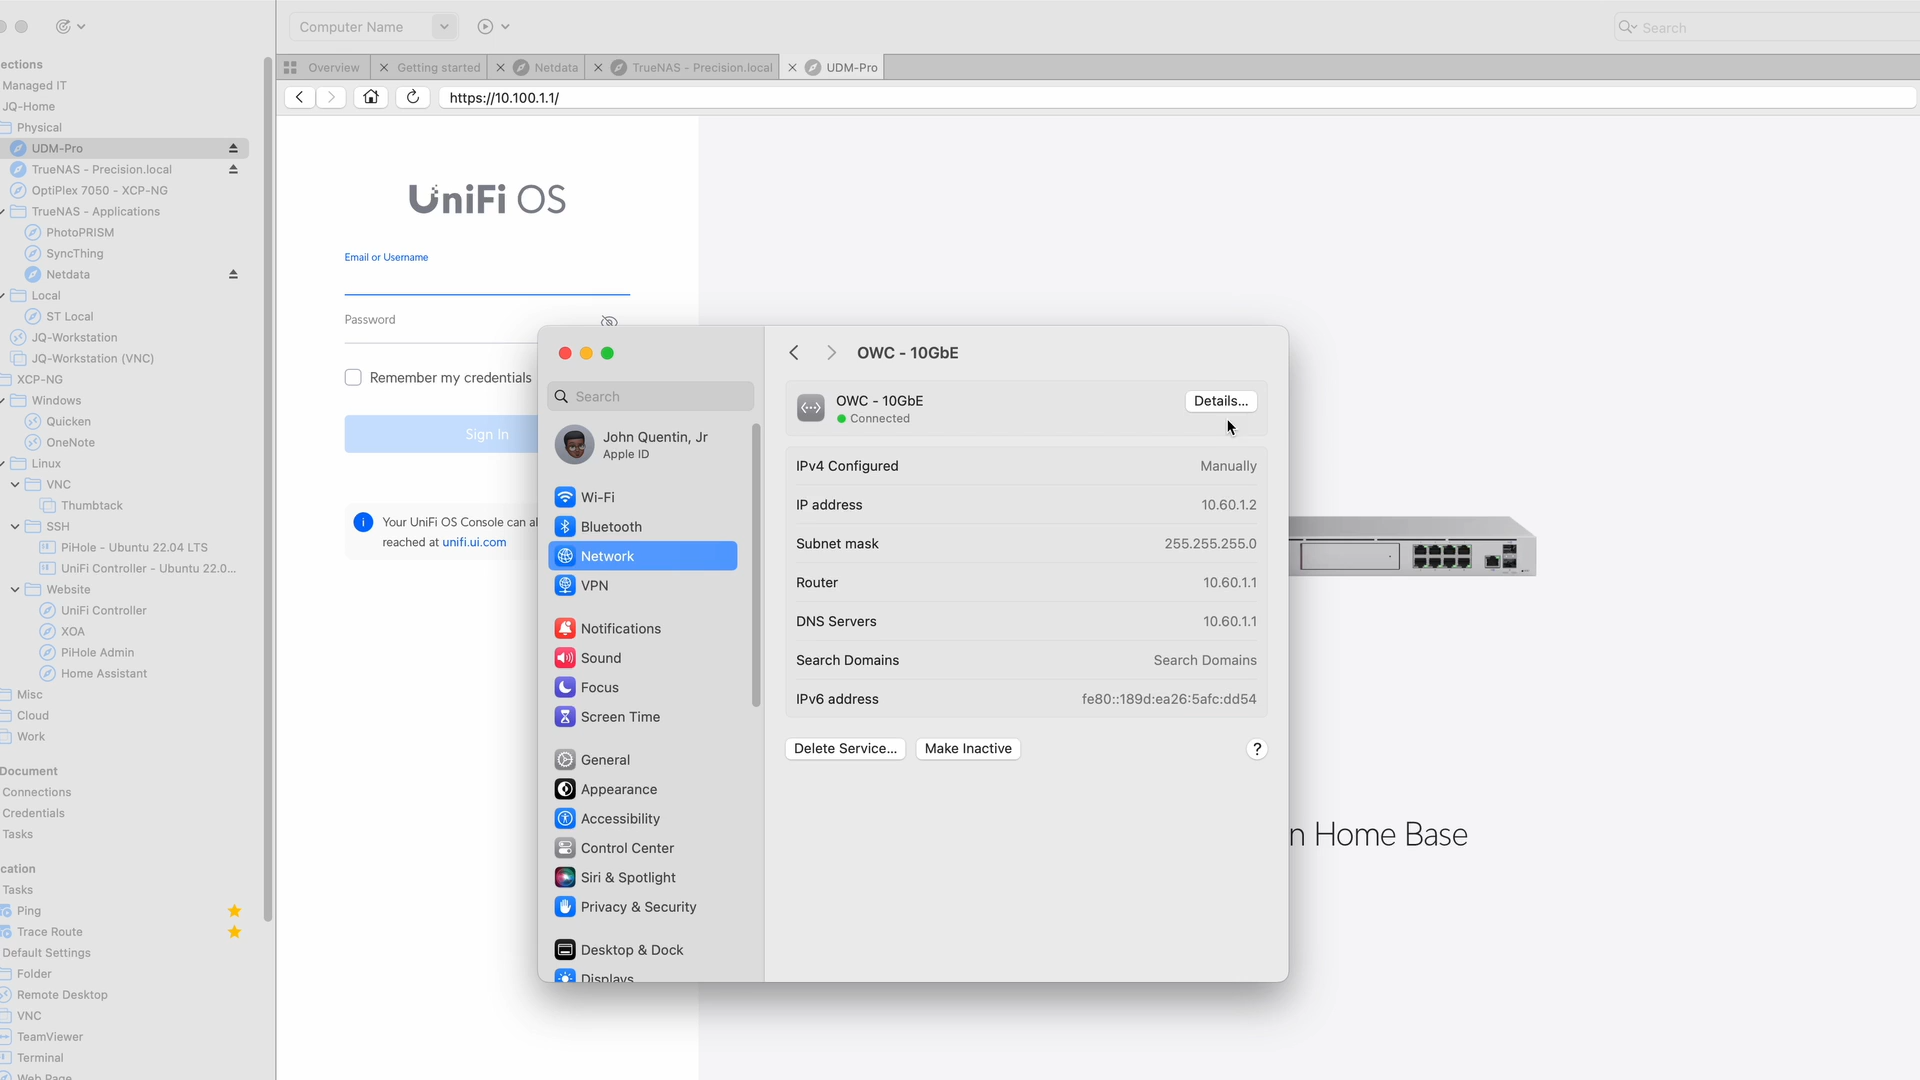 Computer Name
Search
ections
Managed IT
JQ-Home
Physical
UDM-Pro
TrueNAS - Precision.local
OptiPlex 7050 - XCP-NG
TrueNAS - Applications
PhotoPRISM
SyncThing
Netdata
Local
ST Local
JQ-Workstation
JQ-Workstation (VNC)
XCP-NG
Windows
Quicken
OneNote
Linux
VNC
Thumbtack
SSH
PiHole - Ubuntu 22.04 LTS
UniFi Controller - Ubuntu 22.0...
Website
UniFi Controller
XOA
PiHole Admin
Home Assistant
Misc
Cloud
Work
Document
Connections
Credentials
Tasks
cation
Tasks
Ping
Trace Route
Default Settings
Folder
Remote Desktop
VNC
TeamViewer
Terminal
Web Page
Overview
Getting started
Netdata
TrueNAS - Precision.local
UDM-Pro
https://10.100.1.1/
UniFi OS
Email or Username
Password
Remember my credentials
Sign In
Your UniFi OS Console can al
reached at unifi.ui.com
n Home Base
Search
John Quentin, Jr
Apple ID
Wi-Fi
Bluetooth
Network
VPN
Notifications
Sound
Focus
Screen Time
General
Appearance
Accessibility
Control Center
Siri & Spotlight
Privacy & Security
Desktop & Dock
Displays
OWC - 10GbE
OWC - 10GbE
Connected
Details...
IPv4 Configured Manually
IP address 10.60.1.2
Subnet mask 255.255.255.0
Router 10.60.1.1
DNS Servers 10.60.1.1
Search Domains Search Domains
IPv6 address fe80::189d:ea26:5afc:dd54
Delete Service... Make Inactive ?